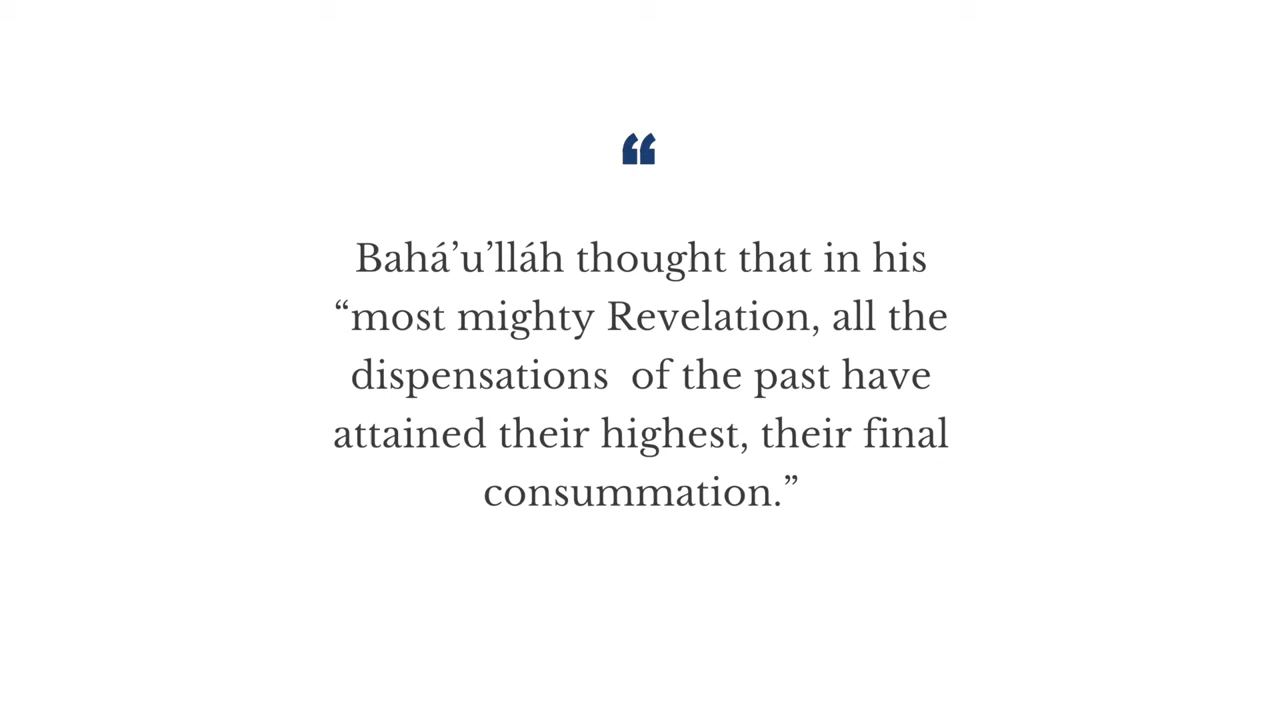 “
Bahá’u’lláh thought that in his
“most mighty Revelation, all the
dispensations  of the past have
attained their highest, their final
consummation.”